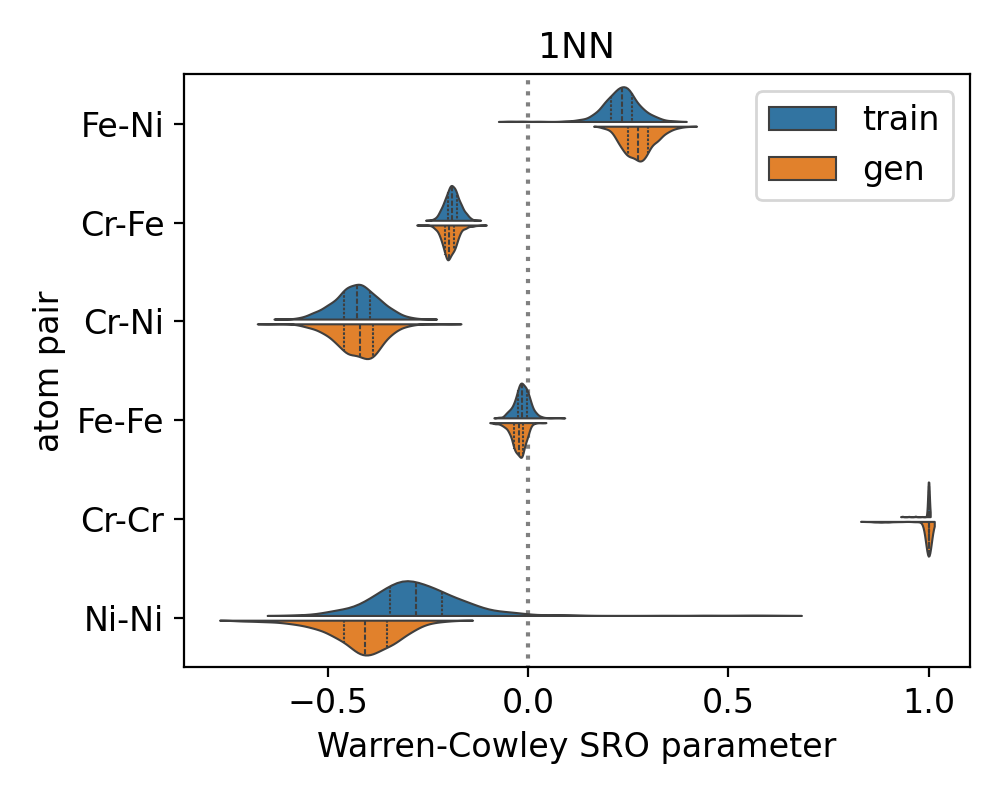 1NN
train
gen
Fe-Ni
Cr-Fe
Cr-Ni
Fe-Fe
Cr-Cr
Ni-Ni
atom pair
−0.5
0.0
0.5
1.0
Warren-Cowley SRO parameter